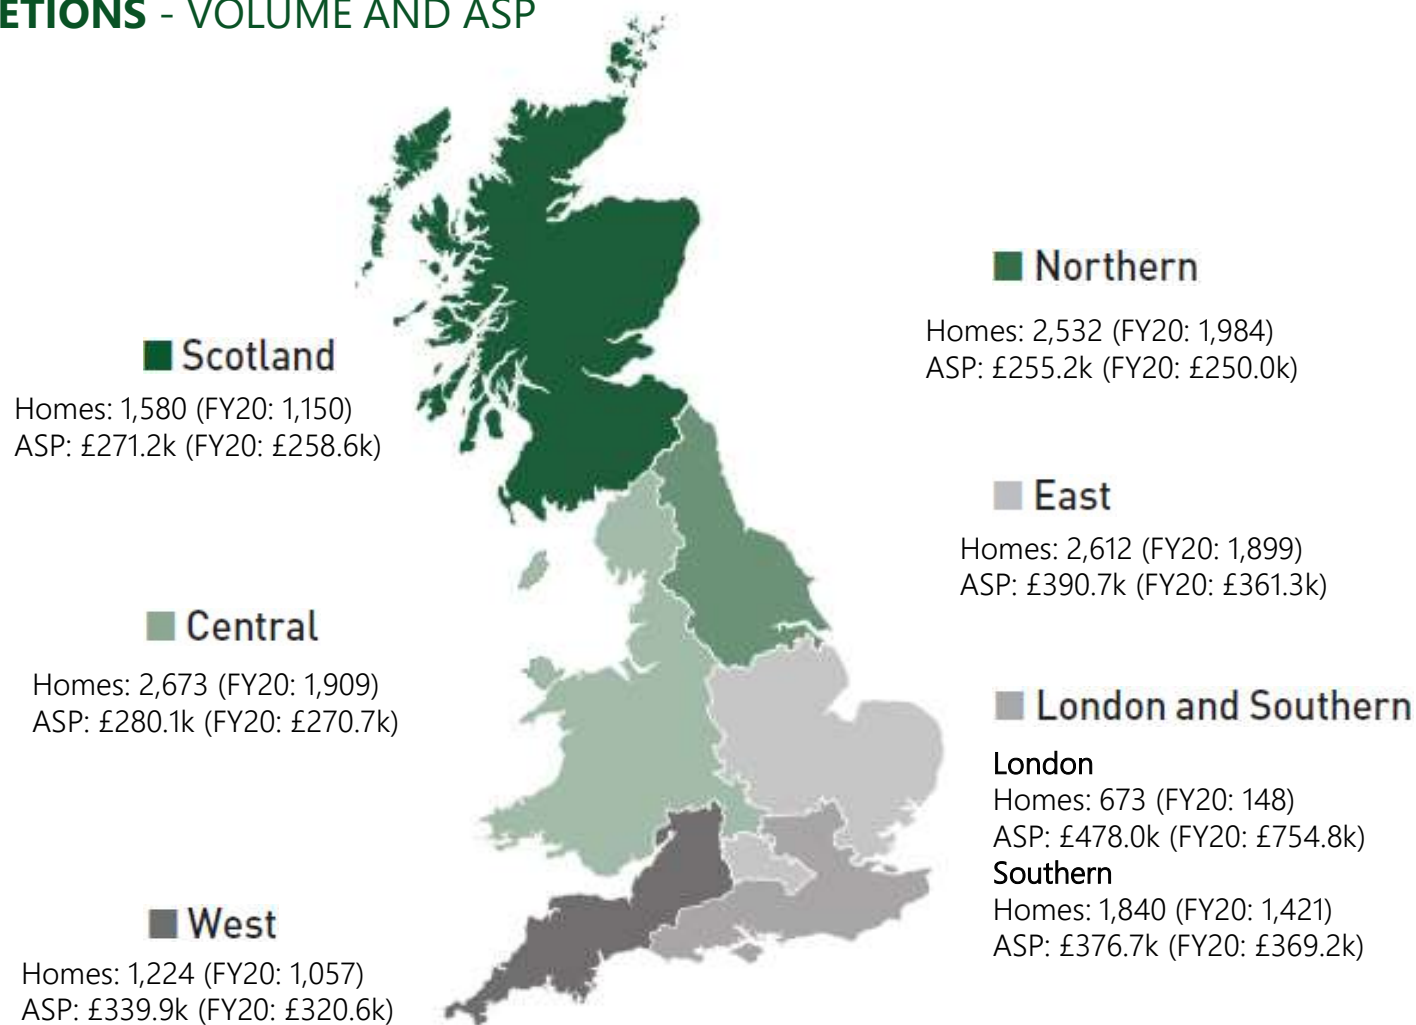 ETIONS - VOLUME AND ASP
Scotland
Homes: 1,580 (FY20: 1,150)
ASP: £271.2k (FY20: £258.6k)
Central
Homes: 2,673 (FY20: 1,909)
ASP: £280.1k (FY20: £270.7k)
West
Homes: 1,224 (FY20: 1,057)
ASP: £339.9k (FY20: £320.6k)
Northern
Homes: 2,532 (FY20: 1,984)
ASP: £255.2k (FY20: £250.0k)
East
Homes: 2,612 (FY20: 1,899)
ASP: £390.7k (FY20: £361.3k)
London and Southern
London
Homes: 673 (FY20: 148)
ASP: £478.0k (FY20: £754.8k)
Southern
Homes: 1,840 (FY20: 1,421)
ASP: £376.7k (FY20: £369.2k)